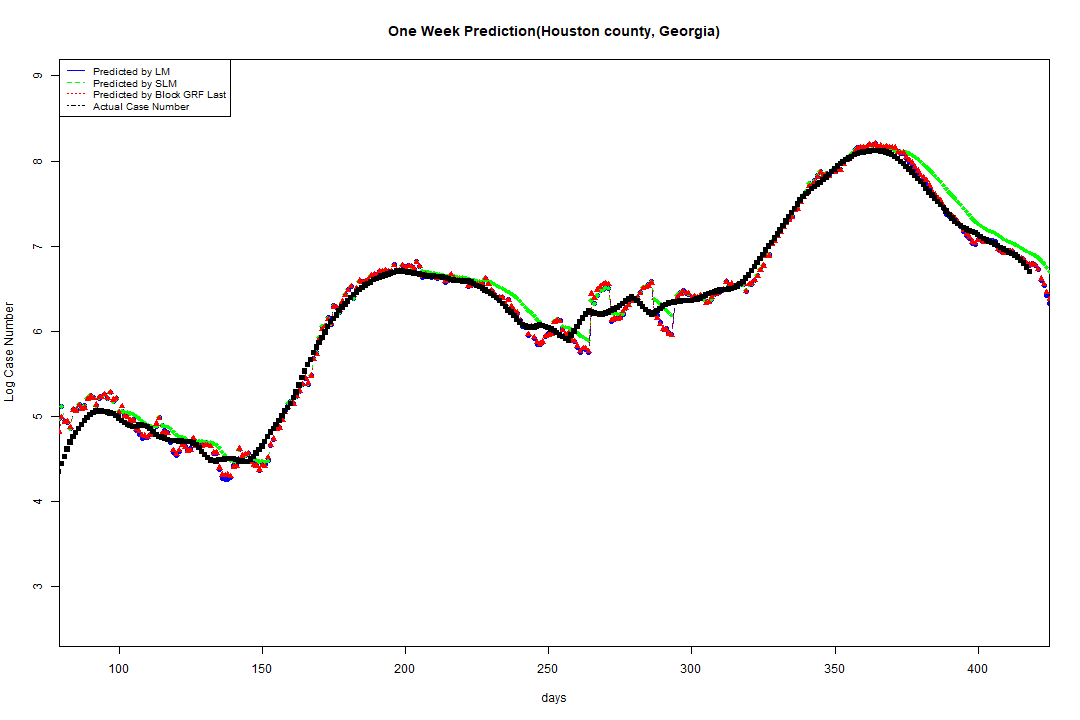 One Week Prediction(Houston county, Georgia)
Predicted by LM
Predicted by SLM
Predicted by Block GRF Last
Actual Case Number
9
8
7
6
5
4
3
Log Case Number
100 150 200 250 300 350 400
days